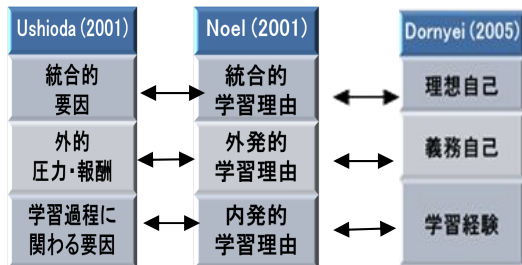 Ushioda (2001)
統合的
要因
外的
圧力・報酬
学習過程に
関わる要因
Noel (2001)
統合的
学習理由
外発的
学習理由
内発的
学習理由
Dornyei (2005)
理想自己
義務自己
学習経験